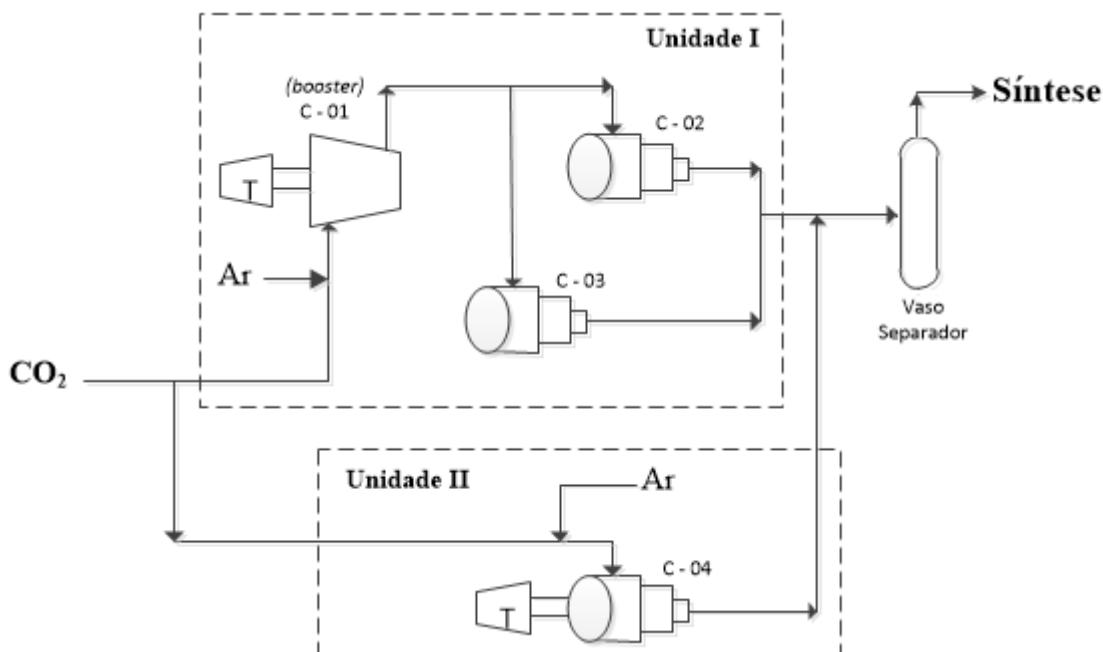 Unidade I
(booster)
C - 01
T
C - 02
Síntese
Ar
C - 03
Vaso
Separador
CO₂
Unidade II
Ar
C - 04
T